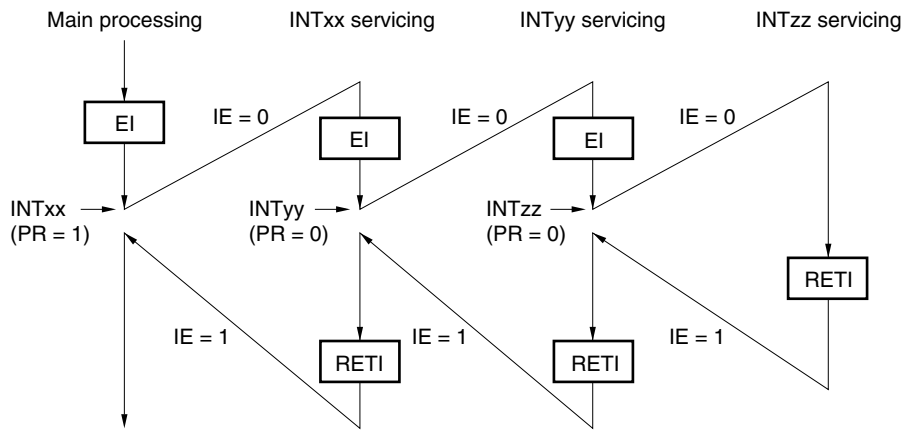 Main processing
INTxx servicing
INTyy servicing
INTzz servicing
EI
IE = 0
EI
IE = 0
EI
IE = 0
INTxx
(PR = 1)
INTyy
(PR = 0)
INTzz
(PR = 0)
RETI
IE = 1
RETI
IE = 1
RETI
IE = 1